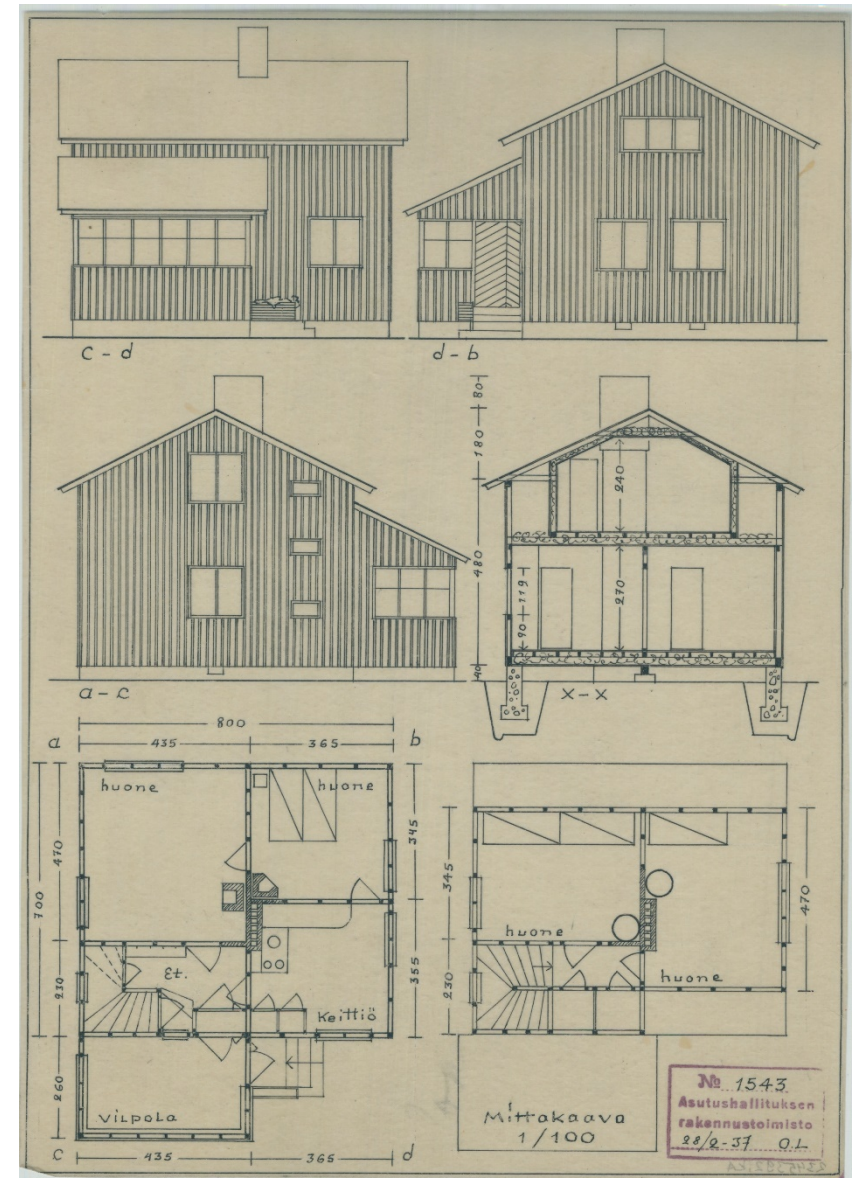 c - d
d - b
80
180
480
40
240
270
119
90
a - c
x - x
800
435
365
a
b
huone
huone
470
700
230
260
345
355
Et.
Keittiö
vilpola
c
435
365
d
345
230
470
huone
huone
Mittakaava
1/100
№ 1543
Asutushallituksen
rakennustoimisto
28/2-37 O.L.